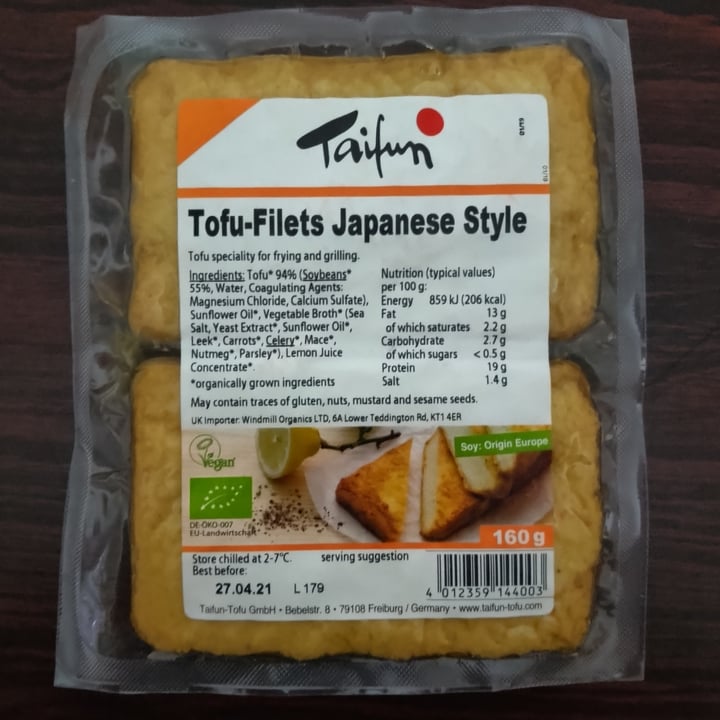 Taifun
01/19
Tofu-Filets Japanese Style
Tofu speciality for frying and grilling.
Ingredients: Tofu* 94% (Soybeans*
55%, Water, Coagulating Agents:
Magnesium Chloride, Calcium Sulfate),
Sunflower Oil*, Vegetable Broth* (Sea
Salt, Yeast Extract*, Sunflower Oil*,
Leek*, Carrots*, Celery*, Mace*,
Nutmeg*, Parsley*), Lemon Juice
Concentrate*.
*organically grown ingredients
Nutrition (typical values)
per 100 g:
Energy 859 kJ (206 kcal)
Fat 13 g
of which saturates 2.2 g
Carbohydrate 2.7 g
of which sugars < 0.5 g
Protein 19 g
Salt 1.4 g
May contain traces of gluten, nuts, mustard and sesame seeds.
UK Importer: Windmill Organics LTD, 6A Lower Teddington Rd, KT1 4ER
Soy: Origin Europe
Vegan
DE-ÖKO-007
EU-Landwirtschaft
160 g
Store chilled at 2-7°C. serving suggestion
Best before:
27.04.21 L 179
4 012359 144003
Taifun-Tofu GmbH • Bebelstr. 8 • 79108 Freiburg / Germany • www.taifun-tofu.com